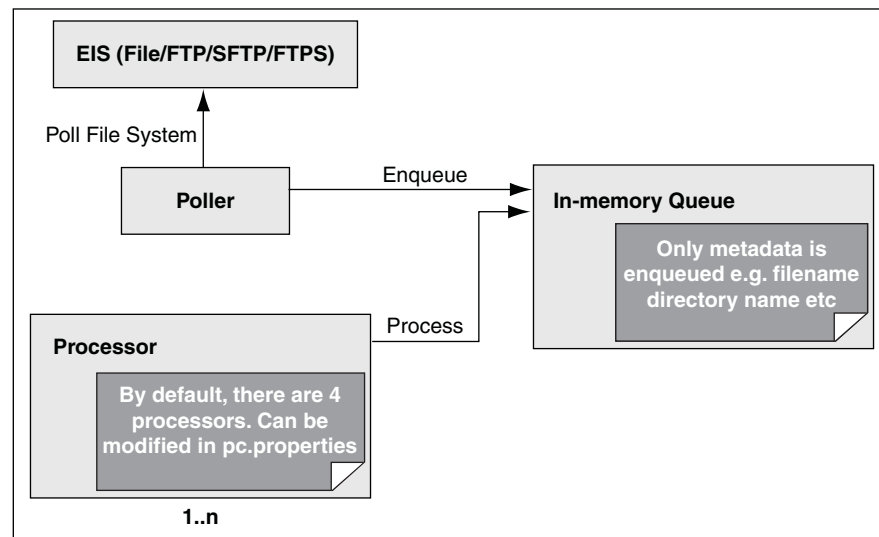 EIS (File/FTP/SFTP/FTPS)
Poll File System
Poller
Enqueue
In-memory Queue
Only metadata is
enqueued e.g. filename
directory name etc
Process
Processor
By default, there are 4
processors. Can be
modified in pc.properties
1..n